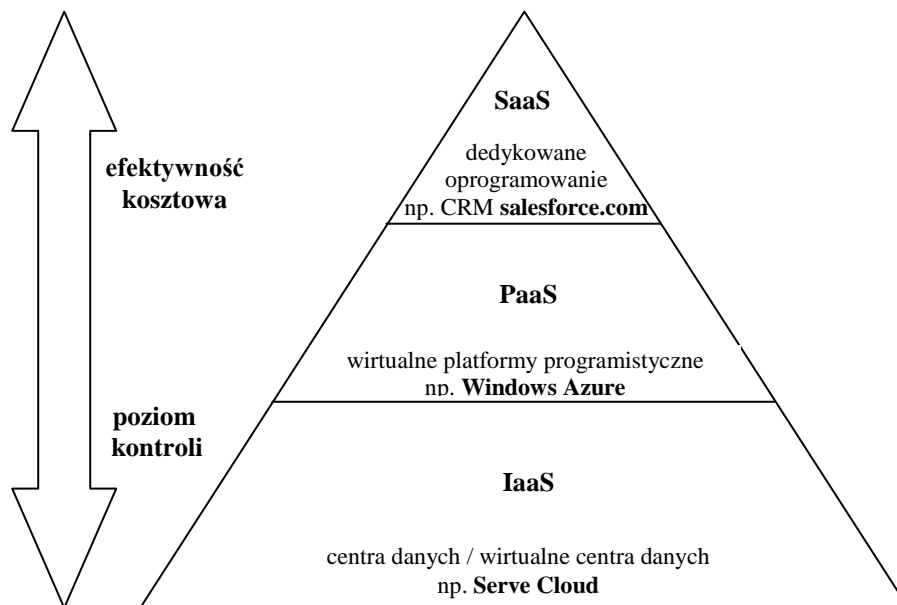 SaaS
dedykowane
oprogramowanie
np. CRM salesforce.com
efektywność
kosztowa
PaaS
wirtualne platformy programistyczne
np. Windows Azure
poziom
kontroli
IaaS
centra danych / wirtualne centra danych
np. Serve Cloud